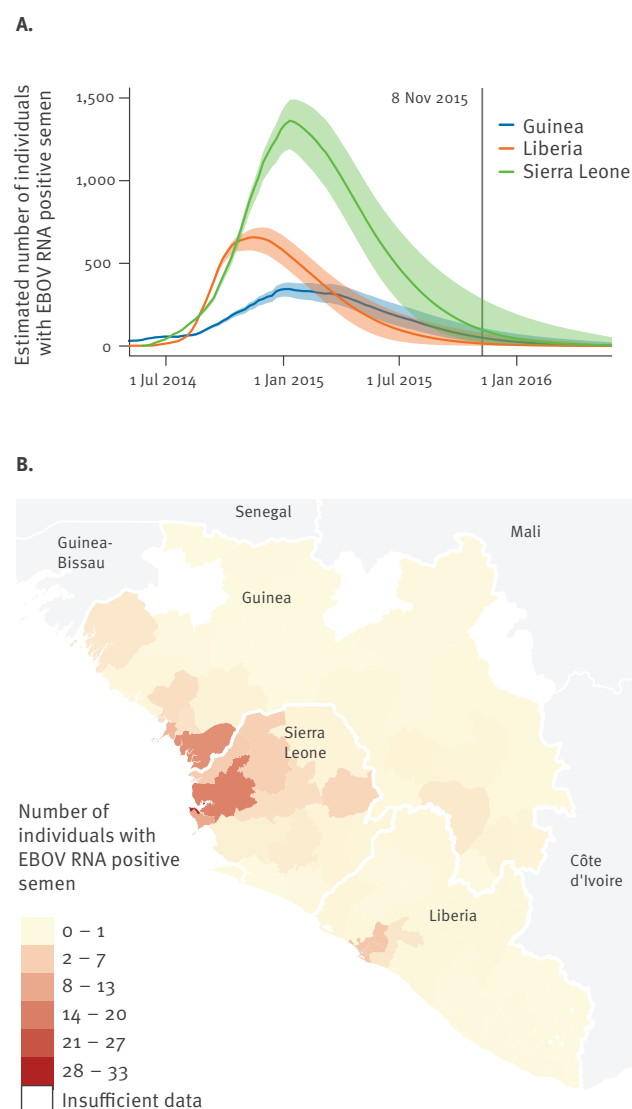 A.
Estimated number of individuals
with EBOV RNA positive semen
1,500
1,000
500
0
8 Nov 2015
Guinea
Liberia
Sierra Leone
1 Jul 2014
1 Jan 2015
1 Jul 2015
1 Jan 2016
B.
Senegal
Mali
Guinea-
Bissau
Guinea
Sierra
Leone
Côte
d'Ivoire
Liberia
Number of
individuals with
EBOV RNA positive
semen
0 – 1
2 – 7
8 – 13
14 – 20
21 – 27
28 – 33
Insufficient data